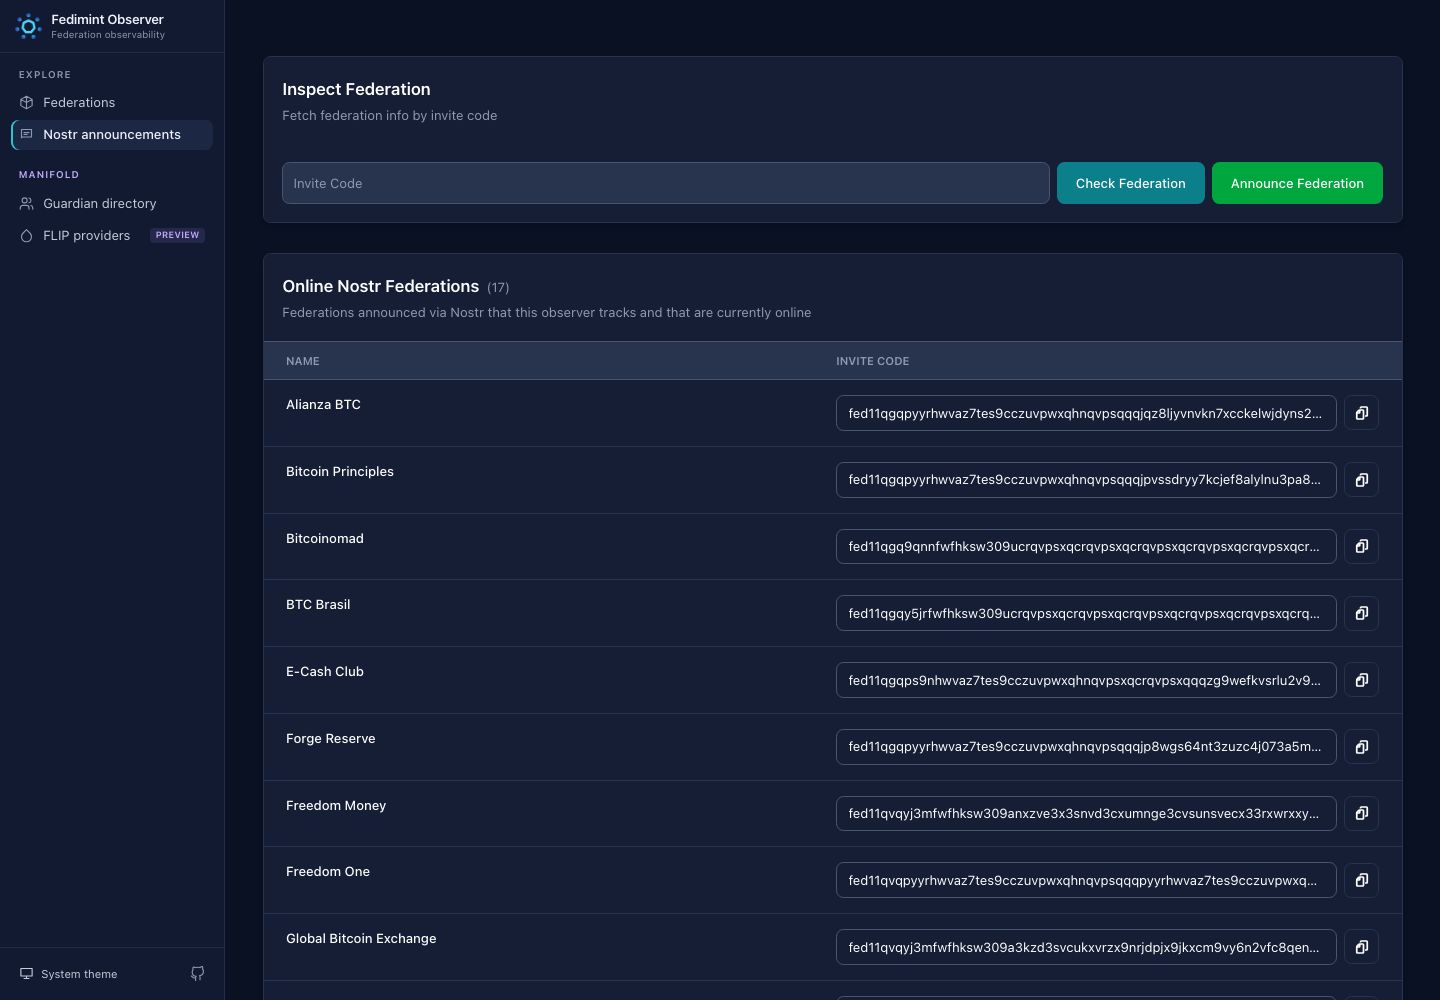 Fedimint Observer
Federation observability
EXPLORE
Federations
Nostr announcements
MANIFOLD
Guardian directory
FLIP providers PREVIEW
System theme
Inspect Federation
Fetch federation info by invite code
Invite Code
Check Federation
Announce Federation
Online Nostr Federations (17)
Federations announced via Nostr that this observer tracks and that are currently online
NAME INVITE CODE
Alianza BTC fed11qgqpyyrhwvaz7tes9cczuvpwxqhnqvpsqqqjqz8ljyvnvkn7xcckelwjdyns2...
Bitcoin Principles fed11qgqpyyrhwvaz7tes9cczuvpwxqhnqvpsqqqjpvssdryy7kcjef8alylnu3pa8...
Bitcoinomad fed11qgq9qnnfwfhksw309ucrqvpsxqcrqvpsxqcrqvpsxqcrqvpsxqcrqvpsxqcr...
BTC Brasil fed11qgqy5jrfwfhksw309ucrqvpsxqcrqvpsxqcrqvpsxqcrqvpsxqcrqvpsxqcrq...
E-Cash Club fed11qgqps9nhwvaz7tes9cczuvpwxqhnqvpsxqcrqvpsxqqqzg9wefkvsrlu2v9...
Forge Reserve fed11qgqpyyrhwvaz7tes9cczuvpwxqhnqvpsqqqjp8wgs64nt3zuzc4j073a5m...
Freedom Money fed11qvqyj3mfwfhksw309anxzve3x3snvd3cxumnge3cvsunsvecx33rxwrxxy...
Freedom One fed11qvqpyyrhwvaz7tes9cczuvpwxqhnqvpsqqqpyyrhwvaz7tes9cczuvpwxq...
Global Bitcoin Exchange fed11qvqyj3mfwfhksw309a3kzd3svcukxvrzx9nrjdpjx9jkxcm9vy6n2vfc8qen...